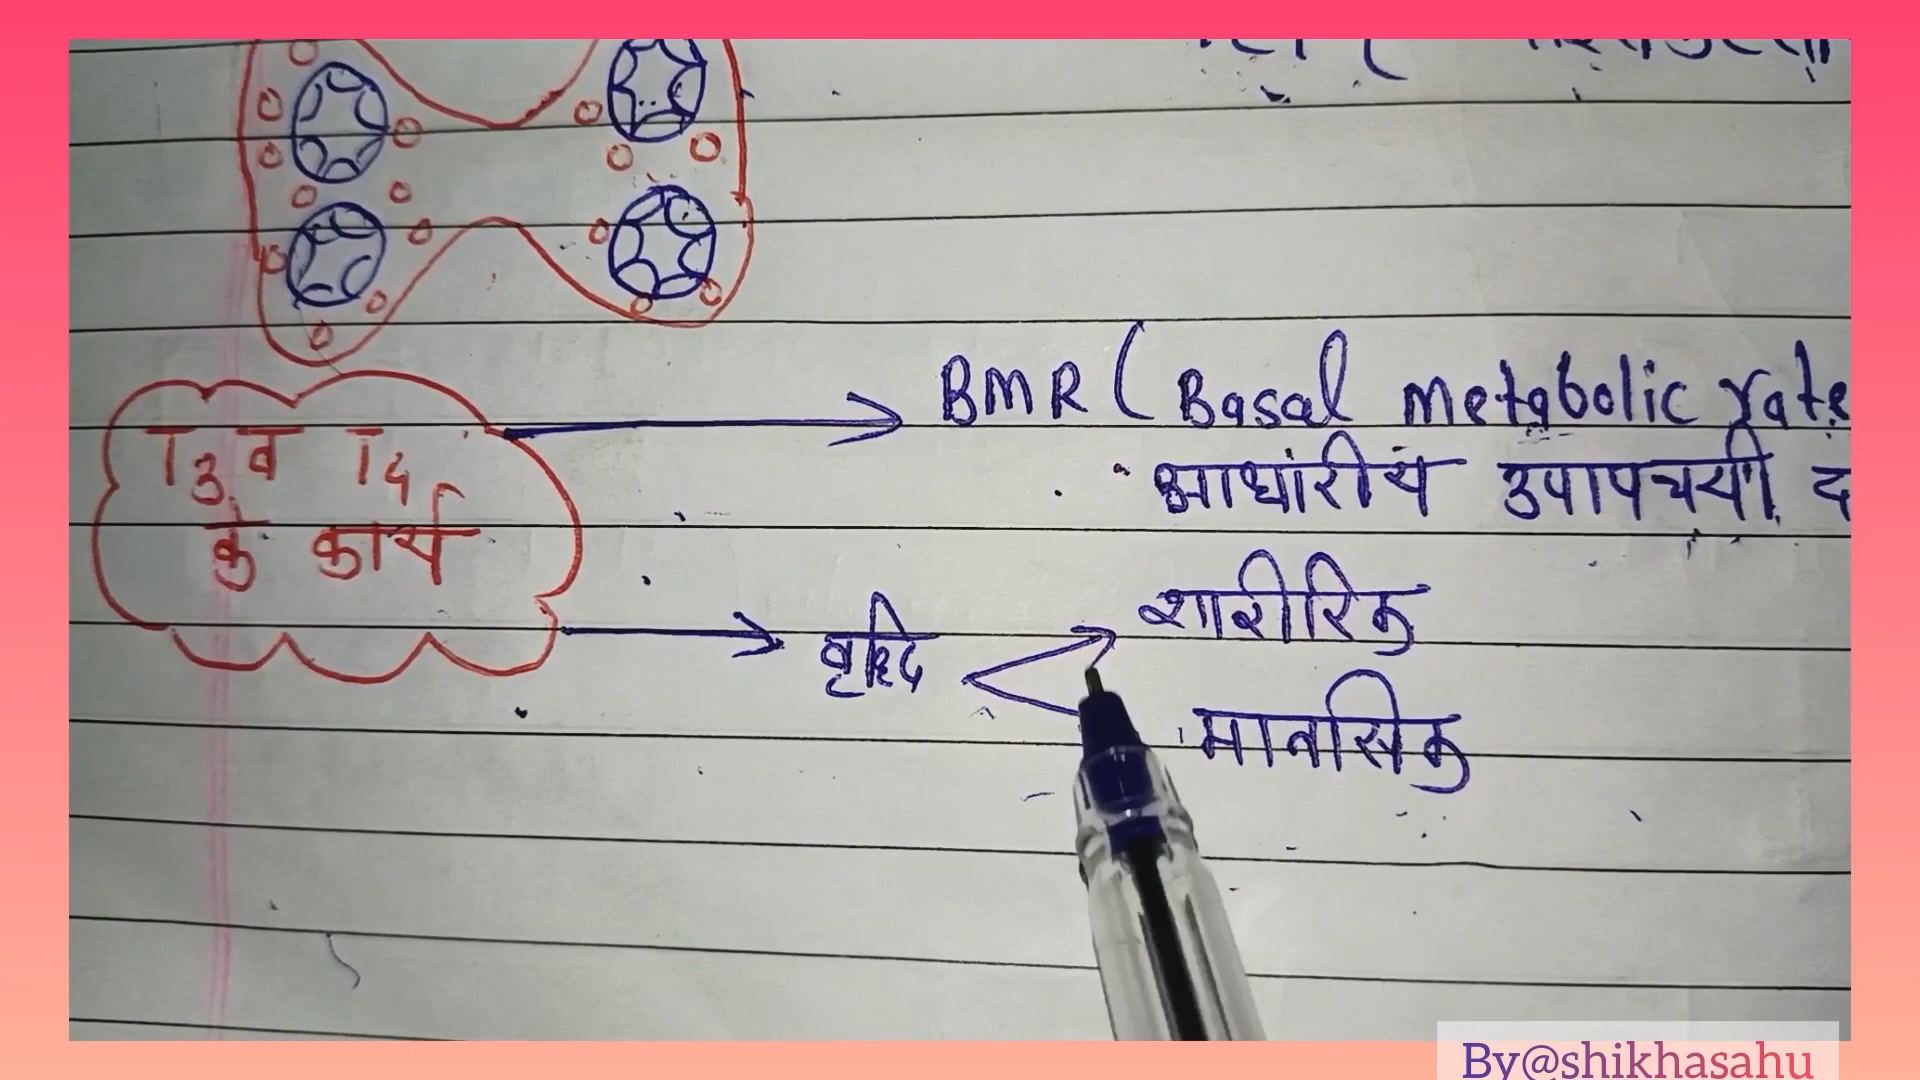 T3 व T4
के कार्य
BMR ( Basal metabolic rate
आधांरीय उपापचयी
वृद्धि
शारीरिक
मानसिक
By@shikhasahu